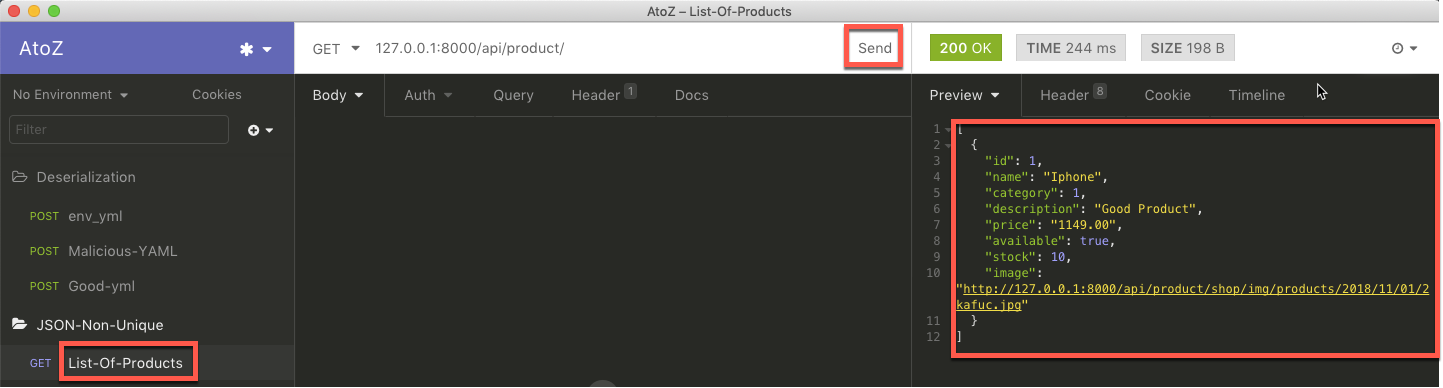 AtoZ – List-Of-Products
AtoZ
GET 127.0.0.1:8000/api/product/ Send
200 OK TIME 244 ms SIZE 198 B
No Environment Cookies
Body Auth Query Header 1 Docs
Preview Header 8 Cookie Timeline
Filter
Deserialization
POST env_yml
POST Malicious-YAML
POST Good-yml
JSON-Non-Unique
GET List-Of-Products
1 [
2 {
3 "id": 1,
4 "name": "Iphone",
5 "category": 1,
6 "description": "Good Product",
7 "price": "1149.00",
8 "available": true,
9 "stock": 10,
10 "image":
"http://127.0.0.1:8000/api/product/shop/img/products/2018/11/01/2
kafuc.jpg"
11 }
12 ]